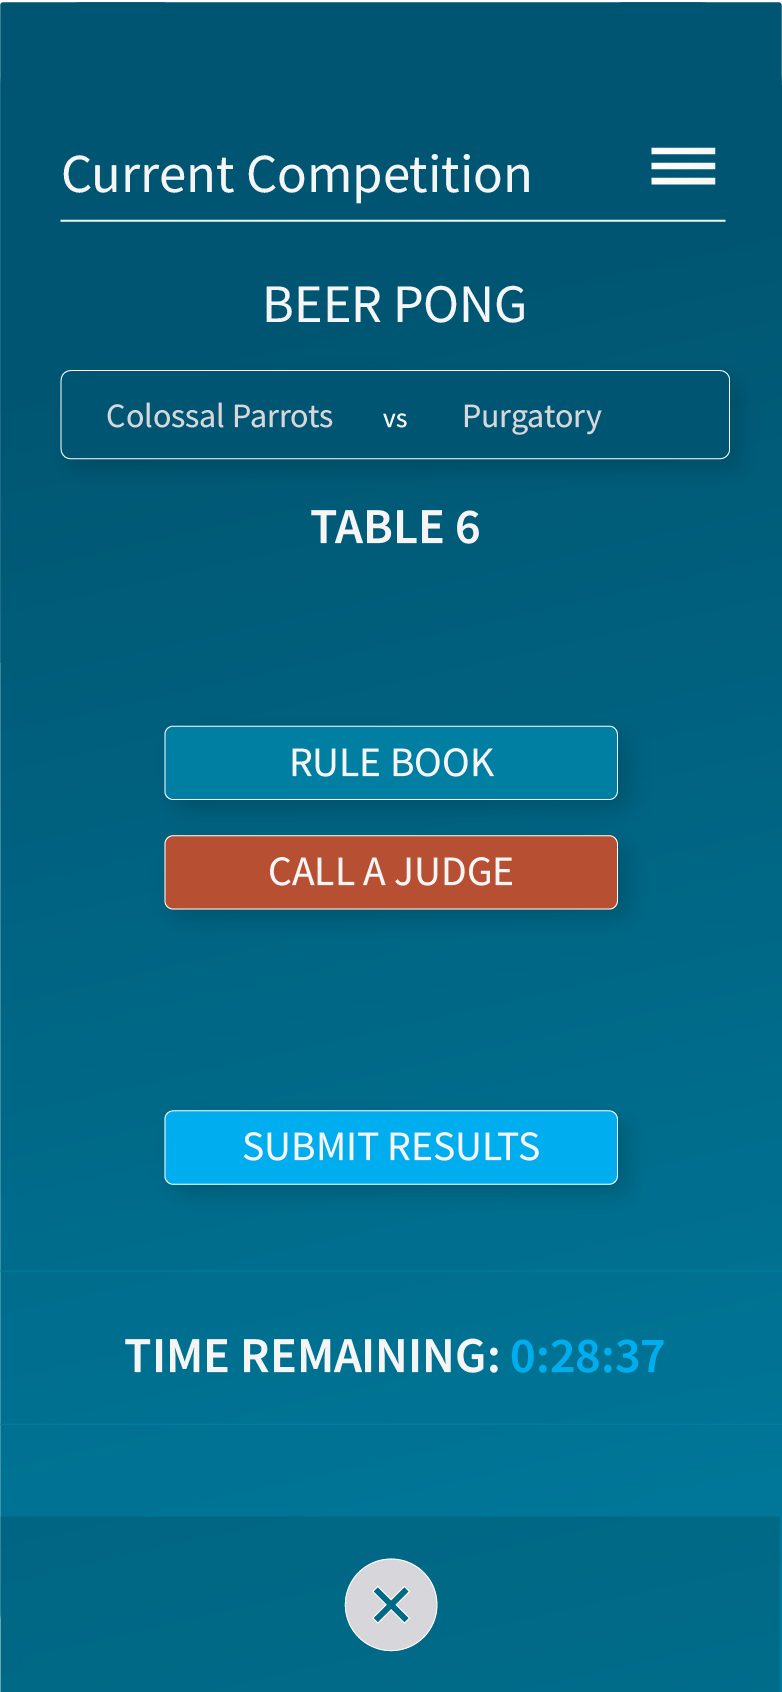 Current Competition
BEER PONG
Colossal Parrots vs Purgatory
TABLE 6
RULE BOOK
CALL A JUDGE
SUBMIT RESULTS
TIME REMAINING: 0:28:37